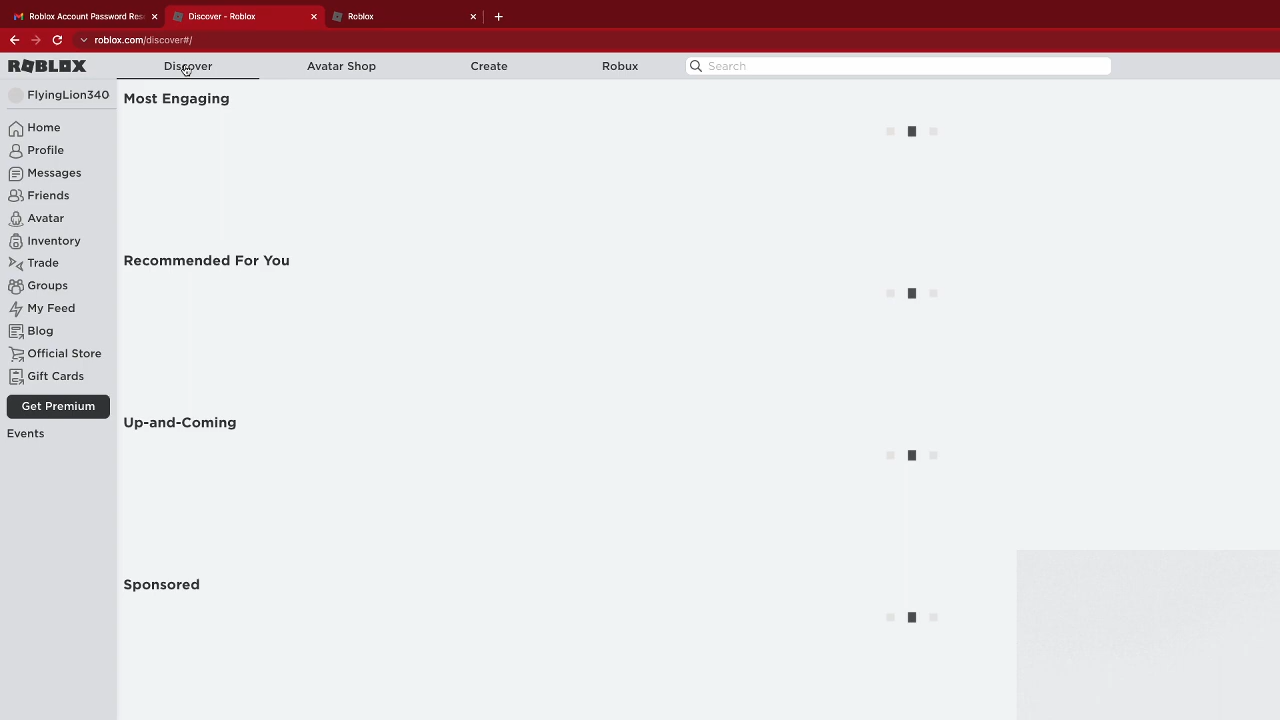 Roblox Account Password Res
Discover - Roblox
Roblox
roblox.com/discover#/
ROBLOX
Discover
Avatar Shop
Create
Robux
Search
FlyingLion340
Home
Profile
Messages
Friends
Avatar
Inventory
Trade
Groups
My Feed
Blog
Official Store
Gift Cards
Get Premium
Events
Most Engaging
Recommended For You
Up-and-Coming
Sponsored